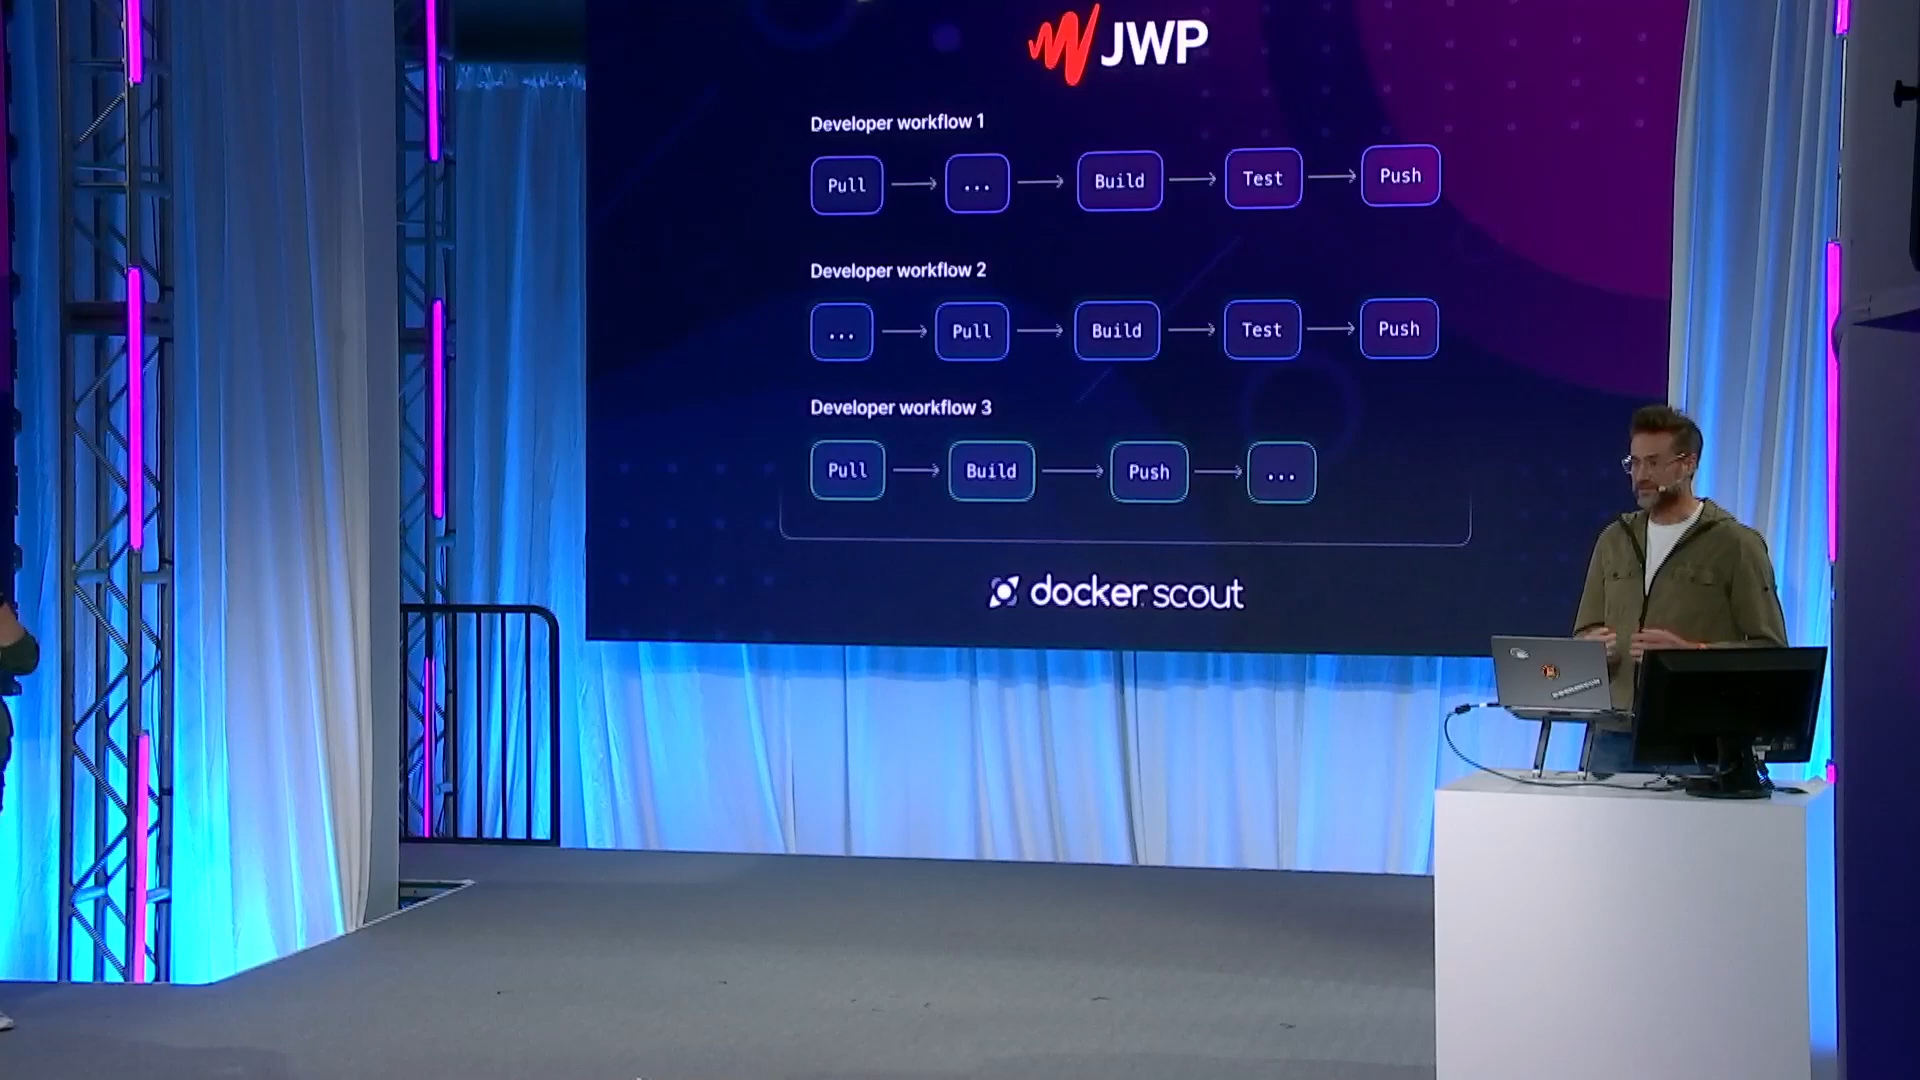 JWP
Developer workflow 1
Pull ... Build Test Push
Developer workflow 2
... Pull Build Test Push
Developer workflow 3
Pull Build Push ...
docker scout